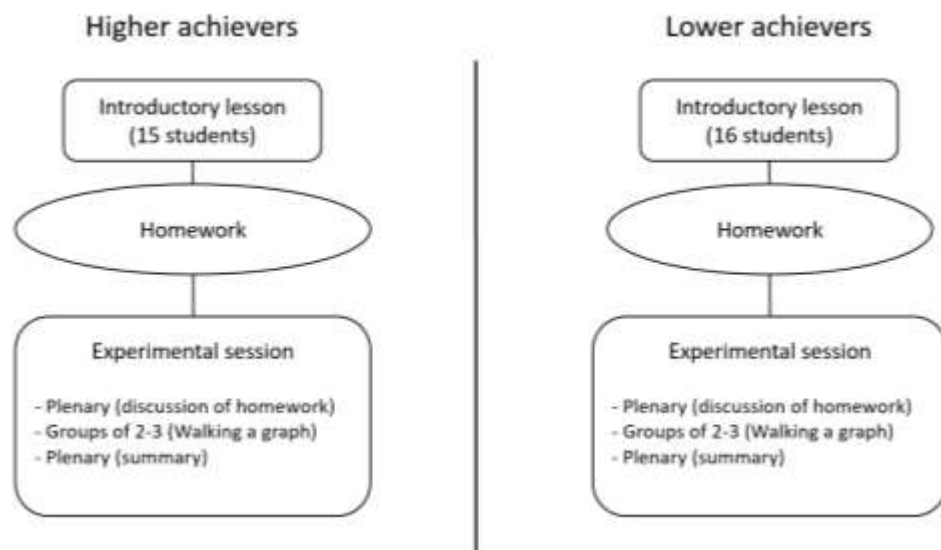 Higher achievers
Introductory lesson
(15 students)
Homework
Experimental session
- Plenary (discussion of homework)
- Groups of 2-3 (Walking a graph)
- Plenary (summary)
Lower achievers
Introductory lesson
(16 students)
Homework
Experimental session
- Plenary (discussion of homework)
- Groups of 2-3 (Walking a graph)
- Plenary (summary)